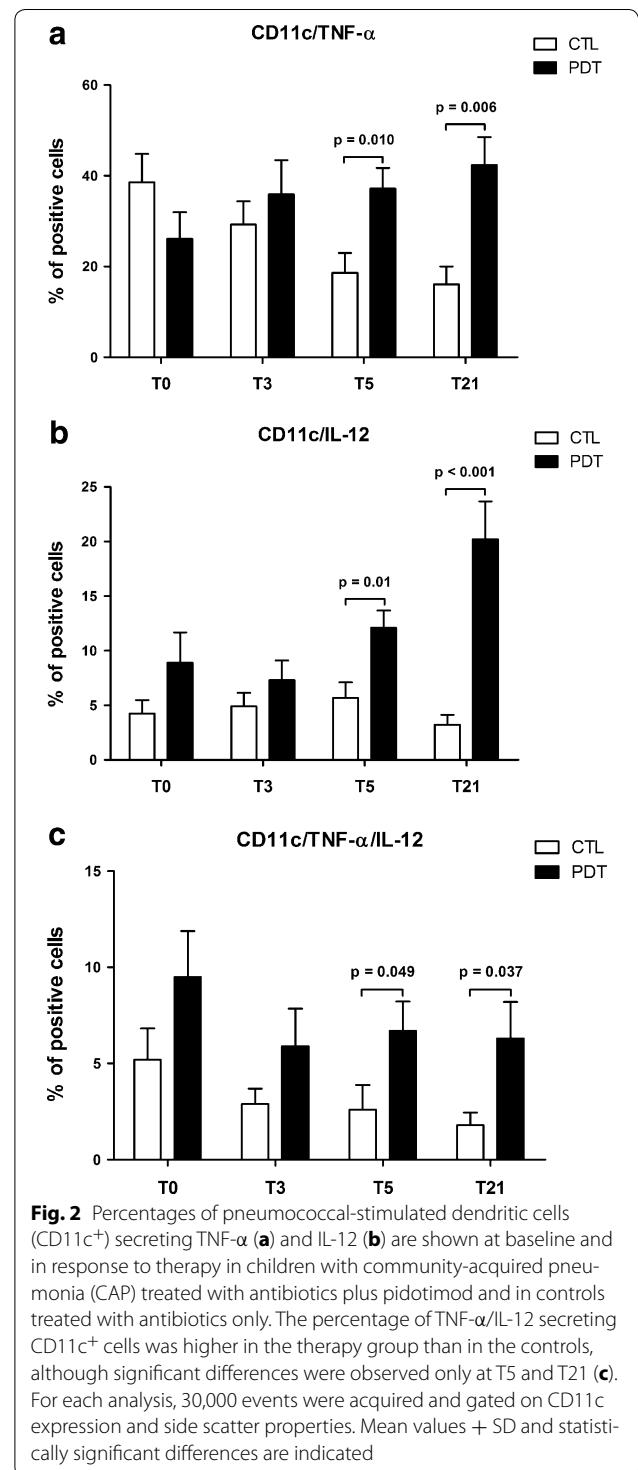 a
CD11c/TNF-α
CTL
PDT
60
40
20
0
% of positive cells
p = 0.010
p = 0.006
T0 T3 T5 T21
b
CD11c/IL-12
CTL
PDT
25
20
15
10
5
0
% of positive cells
p = 0.01
p < 0.001
T0 T3 T5 T21
c
CD11c/TNF-α/IL-12
CTL
PDT
15
10
5
0
% of positive cells
p = 0.049
p = 0.037
T0 T3 T5 T21
Fig. 2 Percentages of pneumococcal-stimulated dendritic cells
(CD11c+) secreting TNF-α (a) and IL-12 (b) are shown at baseline and
in response to therapy in children with community-acquired pneu-
monia (CAP) treated with antibiotics plus pidotimod and in controls
treated with antibiotics only. The percentage of TNF-α/IL-12 secreting
CD11c+ cells was higher in the therapy group than in the controls,
although significant differences were observed only at T5 and T21 (c).
For each analysis, 30,000 events were acquired and gated on CD11c
expression and side scatter properties. Mean values + SD and statisti-
cally significant differences are indicated